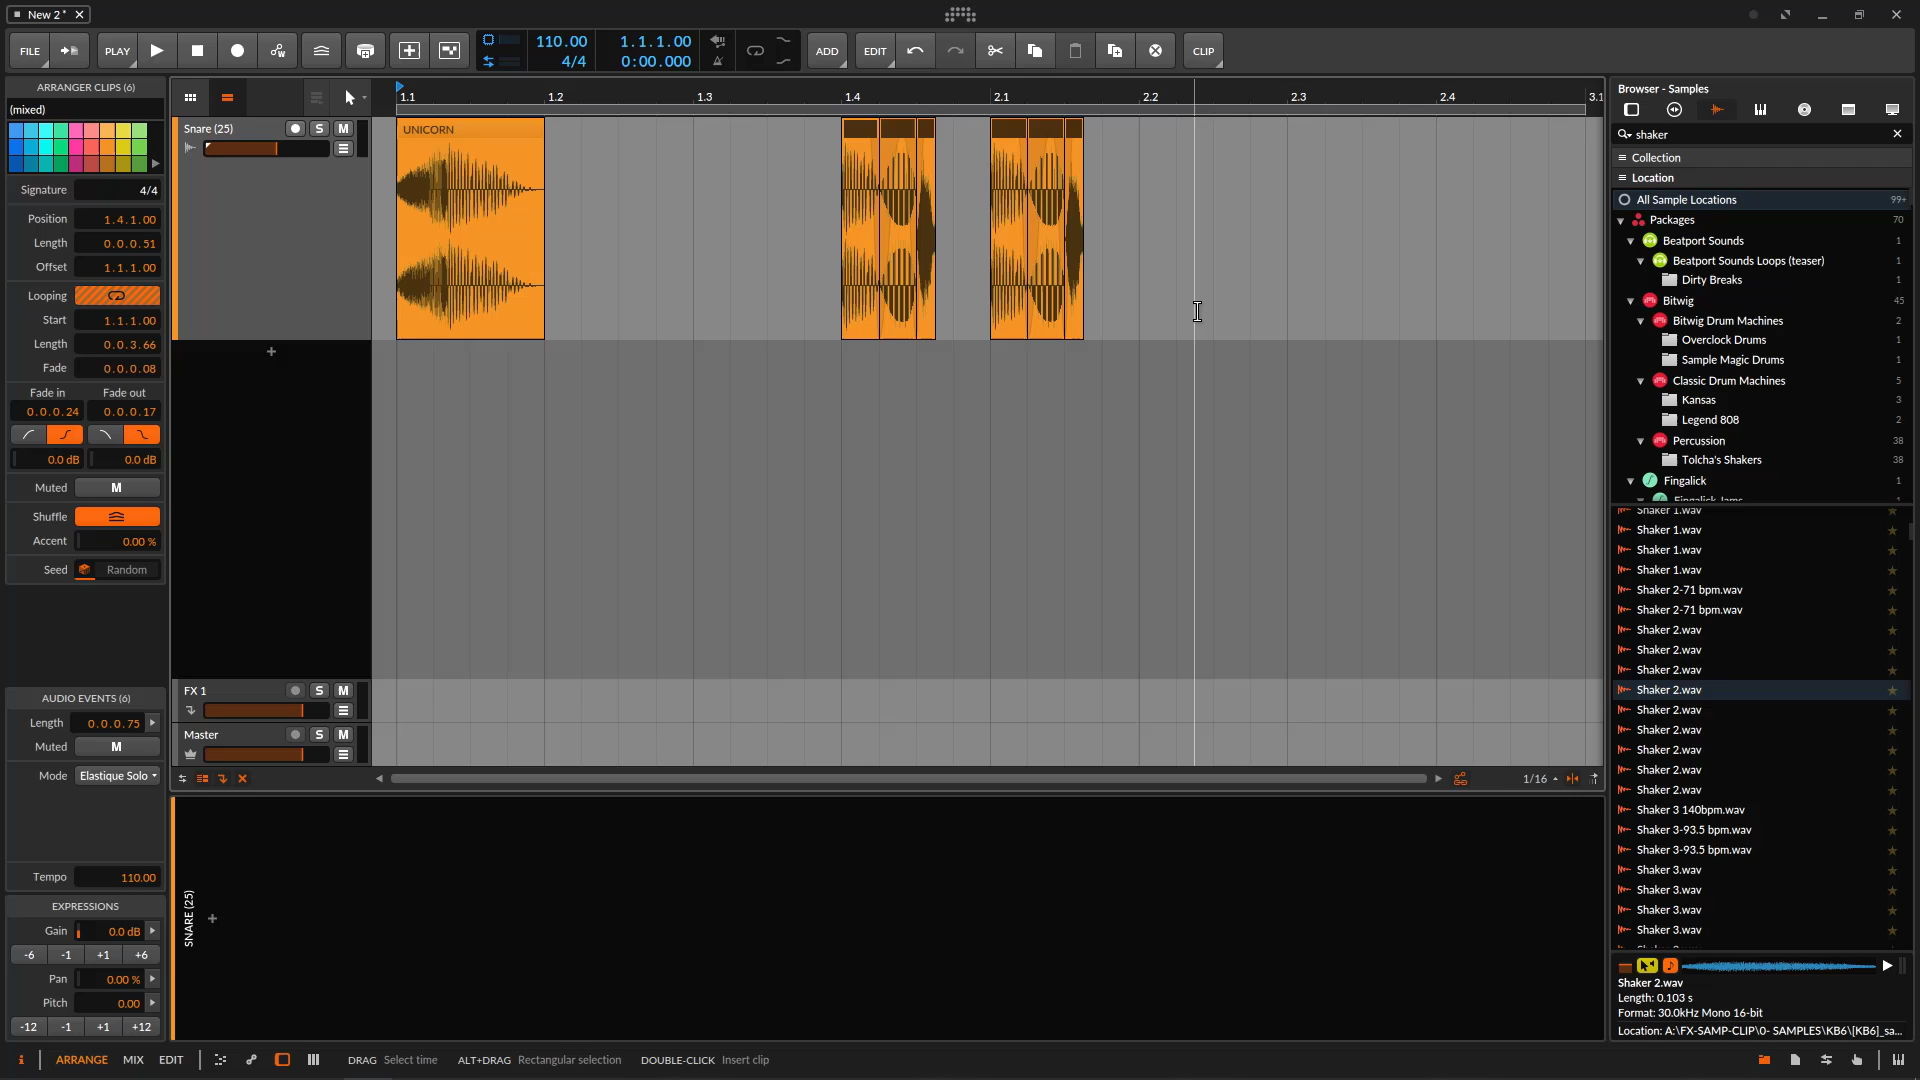 New 2*
FILE
PLAY
110.00
4/4
1.1.1.00
0:00.000
ADD
EDIT
CLIP
ARRANGER CLIPS (6)
(mixed)
Signature 4/4
Position 1.4.1.00
Length 0.0.0.51
Offset 1.1.1.00
Looping
Start 1.1.1.00
Length 0.0.3.66
Fade 0.0.0.08
Fade in Fade out
0.0.0.24 0.0.0.17
0.0 dB 0.0 dB
Muted M
Shuffle
Accent 0.00 %
Seed Random
AUDIO EVENTS (6)
Length 0.0.0.75
Muted M
Mode Elastique Solo
Tempo 110.00
EXPRESSIONS
Gain 0.0 dB
-6 -1 +1 +6
Pan 0.00 %
Pitch 0.00
-12 -1 +1 +12
1.1 1.2 1.3 1.4 2.1 2.2 2.3 2.4 3.1
Snare (25) S M
UNICORN
FX 1 S M
Master S M
1/16
SNARE (25)
Browser - Samples
shaker
Collection
Location
All Sample Locations 99+
Packages 70
Beatport Sounds 1
Beatport Sounds Loops (teaser) 1
Dirty Breaks 1
Bitwig 45
Bitwig Drum Machines 2
Overclock Drums 1
Sample Magic Drums 1
Classic Drum Machines 5
Kansas 3
Legend 808 2
Percussion 38
Tolcha's Shakers 38
Fingalick 1
Fingalick Jams 1
Shaker 1.wav
Shaker 1.wav
Shaker 1.wav
Shaker 1.wav
Shaker 2-71 bpm.wav
Shaker 2-71 bpm.wav
Shaker 2.wav
Shaker 2.wav
Shaker 2.wav
Shaker 2.wav
Shaker 2.wav
Shaker 2.wav
Shaker 2.wav
Shaker 2.wav
Shaker 2.wav
Shaker 3 140bpm.wav
Shaker 3-93.5 bpm.wav
Shaker 3-93.5 bpm.wav
Shaker 3.wav
Shaker 3.wav
Shaker 3.wav
Shaker 3.wav
Shaker 2.wav
Length: 0.103 s
Format: 30.0kHz Mono 16-bit
Location: A:\FX-SAMP-CLIP\0- SAMPLES\KB6\[KB6]_sa...
i ARRANGE MIX EDIT
DRAG Select time ALT+DRAG Rectangular selection DOUBLE-CLICK Insert clip